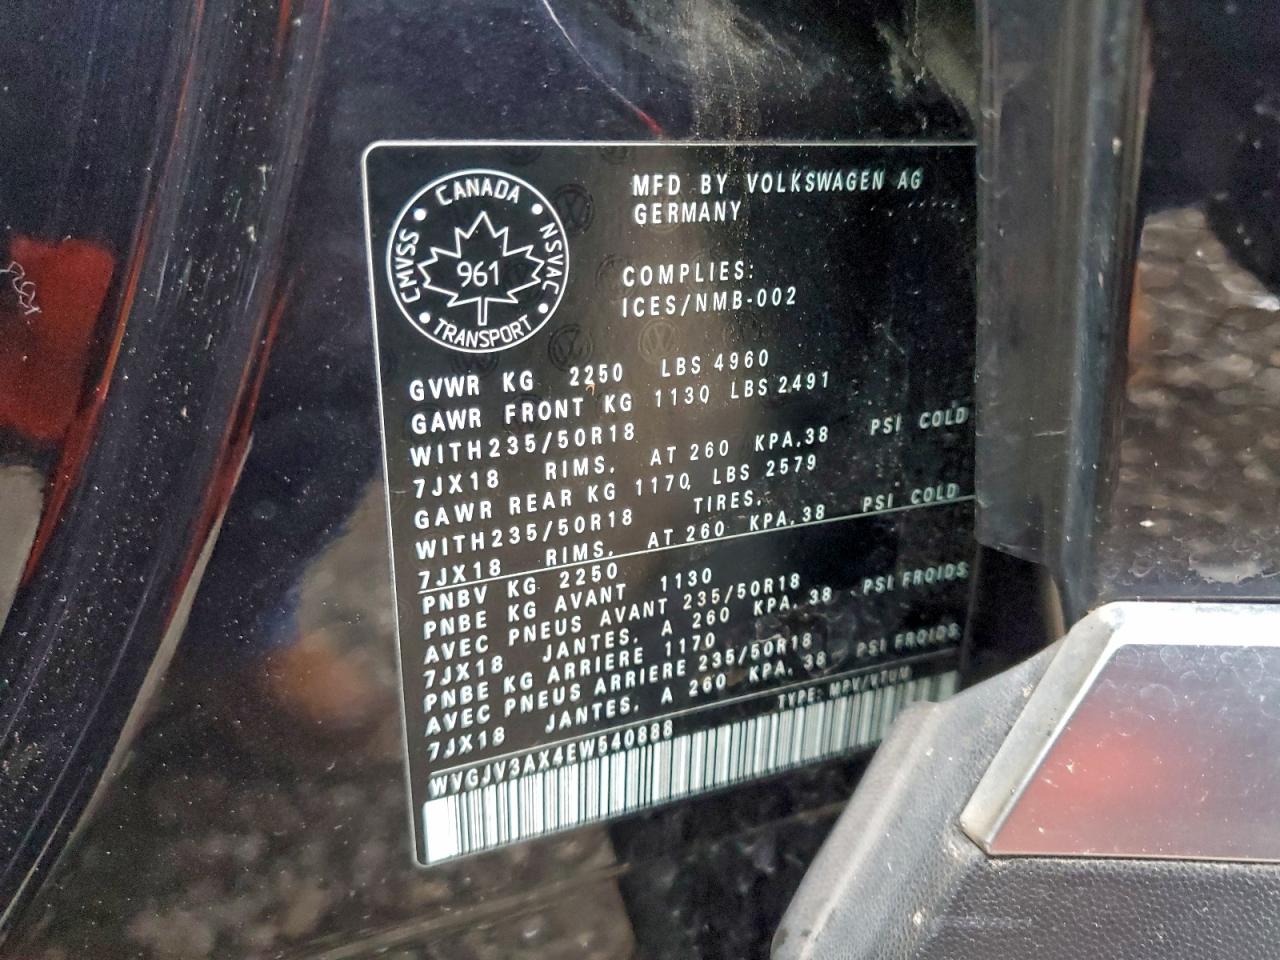 CANADA
CMVSS
NSVAC
961
TRANSPORT
MFD BY VOLKSWAGEN AG
GERMANY
COMPLIES:
ICES/NMB-002
GVWR KG 2250 LBS 4960
GAWR FRONT KG 1130 LBS 2491
WITH 235/50R18
7JX18 RIMS, AT 260 KPA, 38 PSI COLD
GAWR REAR KG 1170, LBS 2579
WITH 235/50R18 TIRES,
7JX18 RIMS, AT 260 KPA, 38 PSI COLD
PNBV KG 2250
PNBE KG AVANT 1130
AVEC PNEUS AVANT 235/50R18
7JX18 JANTES, A 260 KPA, 38 PSI FROIDS
PNBE KG ARRIERE 1170
AVEC PNEUS ARRIERE 235/50R18
7JX18 JANTES, A 260 KPA, 38 PSI FROIDS
WVGJV3AX4EW540888 TYPE: MPV/VTUM